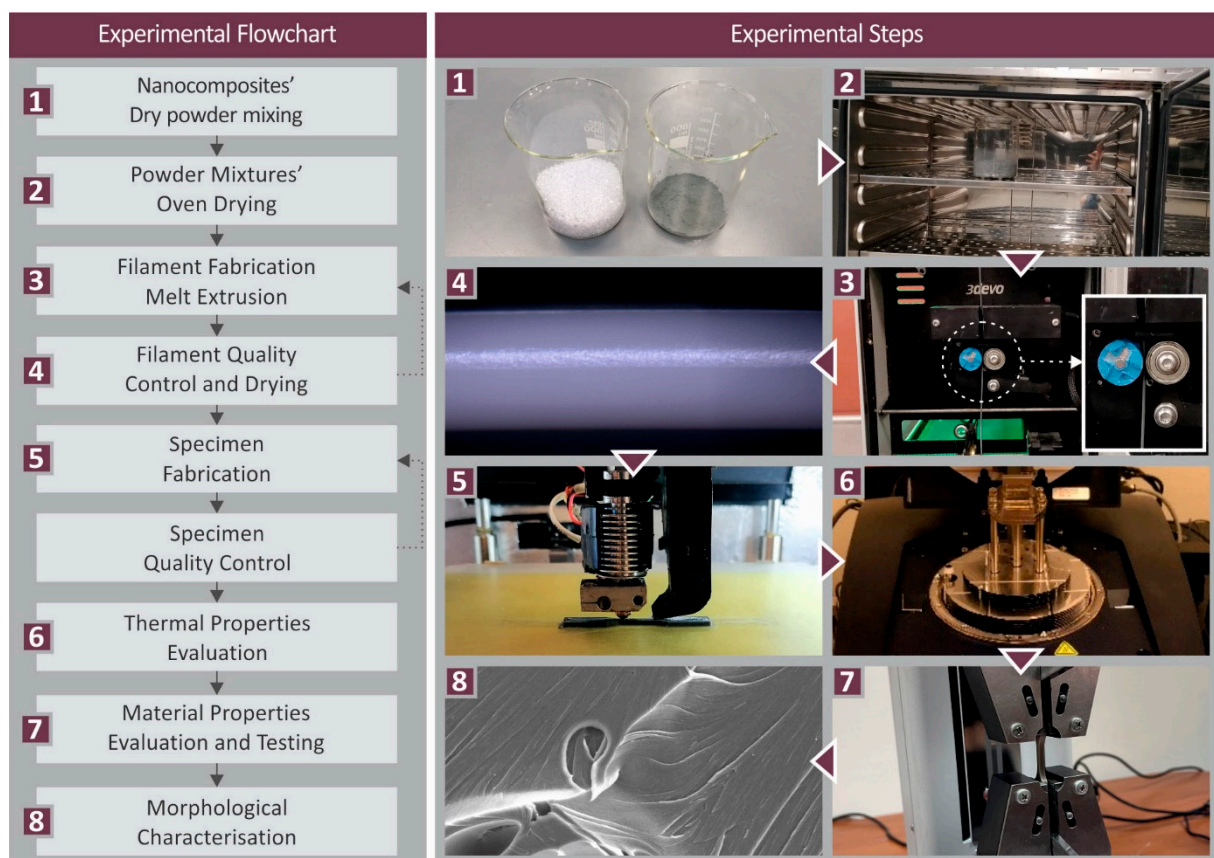 Experimental Flowchart
1
Nanocomposites’
Dry powder mixing
2
Powder Mixtures’
Oven Drying
3
Filament Fabrication
Melt Extrusion
4
Filament Quality
Control and Drying
5
Specimen
Fabrication
Specimen
Quality Control
6
Thermal Properties
Evaluation
7
Material Properties
Evaluation and Testing
8
Morphological
Characterisation
Experimental Steps
1
2
4
3
3devo
5
6
8
7